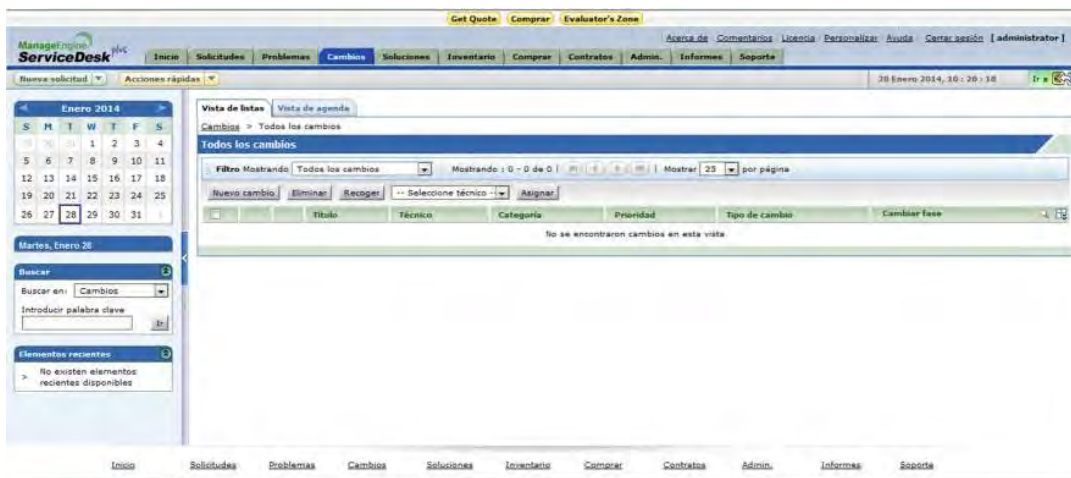 Get Quote Comprar Evaluator's Zone
ManageEngine
ServiceDesk plus
Acerca de Comentarios Licencia Personalizar Ayuda Cerrar sesión [ administrator ]
Inicio Solicitudes Problemas Cambios Soluciones Inventario Comprar Contratos Admin. Informes Soporte
Nueva solicitud Acciones rápidas 28 Enero 2014, 10 : 26 : 18 Ir a
Enero 2014
S M T W T F S
29 30 31 1 2 3 4
5 6 7 8 9 10 11
12 13 14 15 16 17 18
19 20 21 22 23 24 25
26 27 28 29 30 31 1
Martes, Enero 28
Buscar
Buscar en: Cambios
Introducir palabra clave
Ir
Elementos recientes
> No existen elementos
recientes disponibles
Vista de listas Vista de agenda
Cambios > Todos los cambios
Todos los cambios
Filtro Mostrando Todos los cambios Mostrando : 0 - 0 de 0 | | Mostrar 25 por página
Nuevo cambio Eliminar Recoger -- Seleccione técnico -- Asignar
Título Técnico Categoría Prioridad Tipo de cambio Cambiar fase
No se encontraron cambios en esta vista
Inicio Solicitudes Problemas Cambios Soluciones Inventario Comprar Contratos Admin. Informes Soporte